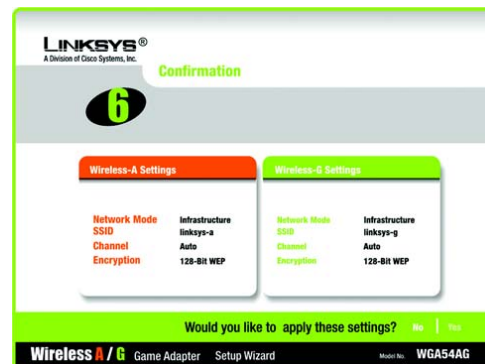 LINKSYS®
A Division of Cisco Systems, Inc.
Confirmation
6
Wireless-A Settings
Network Mode Infrastructure
SSID linksys-a
Channel Auto
Encryption 128-Bit WEP
Wireless-G Settings
Network Mode Infrastructure
SSID linksys-g
Channel Auto
Encryption 128-Bit WEP
Would you like to apply these settings? No | Yes
Wireless A / G Game Adapter Setup Wizard Model No. WGA54AG